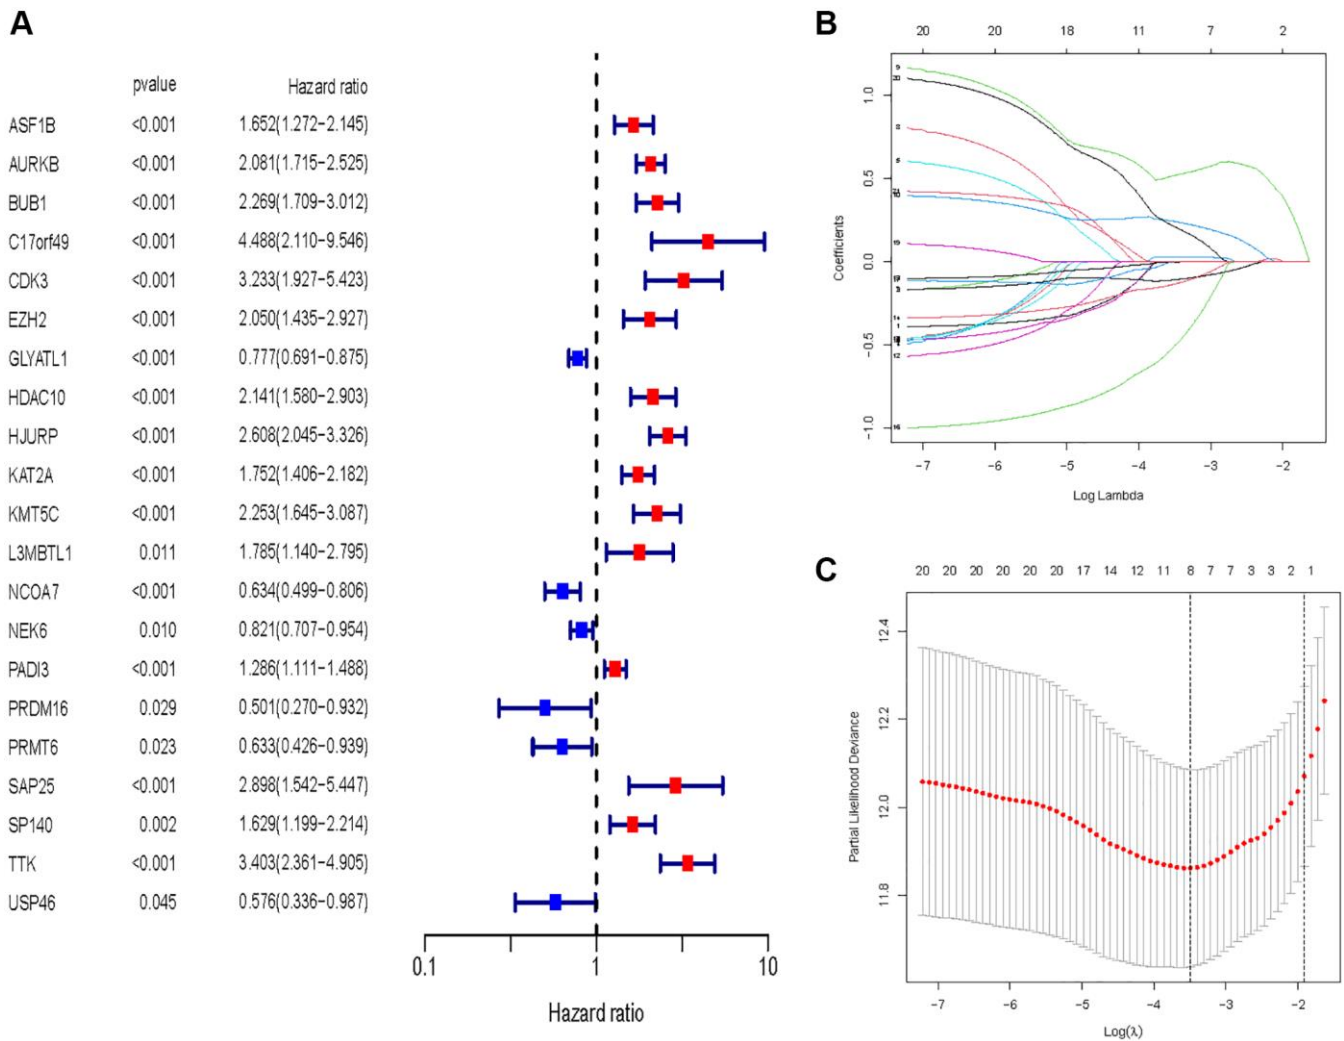 A
pvalue Hazard ratio
ASF1B <0.001 1.652(1.272−2.145)
AURKB <0.001 2.081(1.715−2.525)
BUB1 <0.001 2.269(1.709−3.012)
C17orf49 <0.001 4.488(2.110−9.546)
CDK3 <0.001 3.233(1.927−5.423)
EZH2 <0.001 2.050(1.435−2.927)
GLYATL1 <0.001 0.777(0.691−0.875)
HDAC10 <0.001 2.141(1.580−2.903)
HJURP <0.001 2.608(2.045−3.326)
KAT2A <0.001 1.752(1.406−2.182)
KMT5C <0.001 2.253(1.645−3.087)
L3MBTL1 0.011 1.785(1.140−2.795)
NCOA7 <0.001 0.634(0.499−0.806)
NEK6 0.010 0.821(0.707−0.954)
PADI3 <0.001 1.286(1.111−1.488)
PRDM16 0.029 0.501(0.270−0.932)
PRMT6 0.023 0.633(0.426−0.939)
SAP25 <0.001 2.898(1.542−5.447)
SP140 0.002 1.629(1.199−2.214)
TTK <0.001 3.403(2.361−4.905)
USP46 0.045 0.576(0.336−0.987)
0.1 1 10
Hazard ratio
B
20 20 18 11 7 2
Coefficients
1.0
0.5
0.0
−0.5
−1.0
9
20
8
5
21
10
19
3
14
1
12
16
−7 −6 −5 −4 −3 −2
Log Lambda
C
20 20 20 20 20 20 17 14 12 11 8 7 7 3 3 2 1
Partial Likelihood Deviance
12.4
12.2
12.0
11.8
−7 −6 −5 −4 −3 −2
Log(λ)